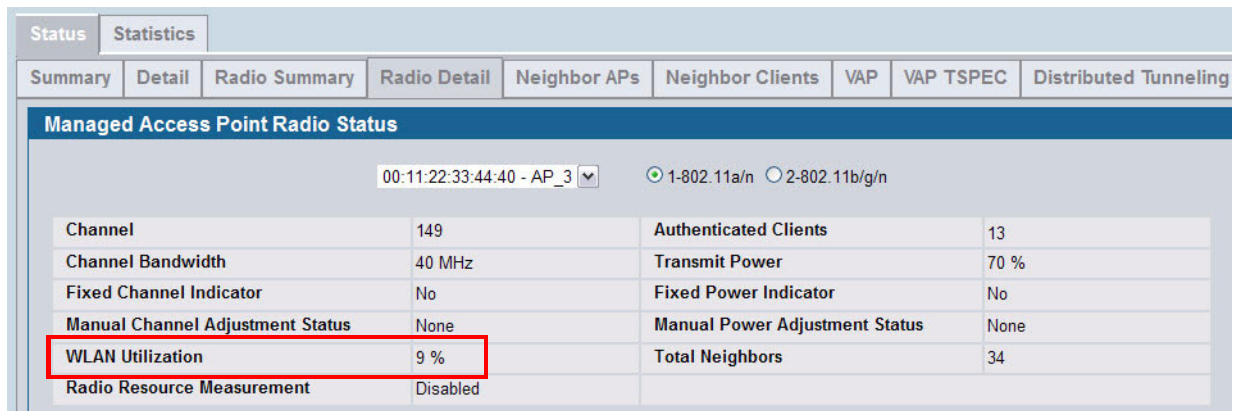 Status Statistics
Summary Detail Radio Summary Radio Detail Neighbor APs Neighbor Clients VAP VAP TSPEC Distributed Tunneling
Managed Access Point Radio Status
00:11:22:33:44:40 - AP_3 1-802.11a/n 2-802.11b/g/n
Channel 149 Authenticated Clients 13
Channel Bandwidth 40 MHz Transmit Power 70 %
Fixed Channel Indicator No Fixed Power Indicator No
Manual Channel Adjustment Status None Manual Power Adjustment Status None
WLAN Utilization 9 % Total Neighbors 34
Radio Resource Measurement Disabled